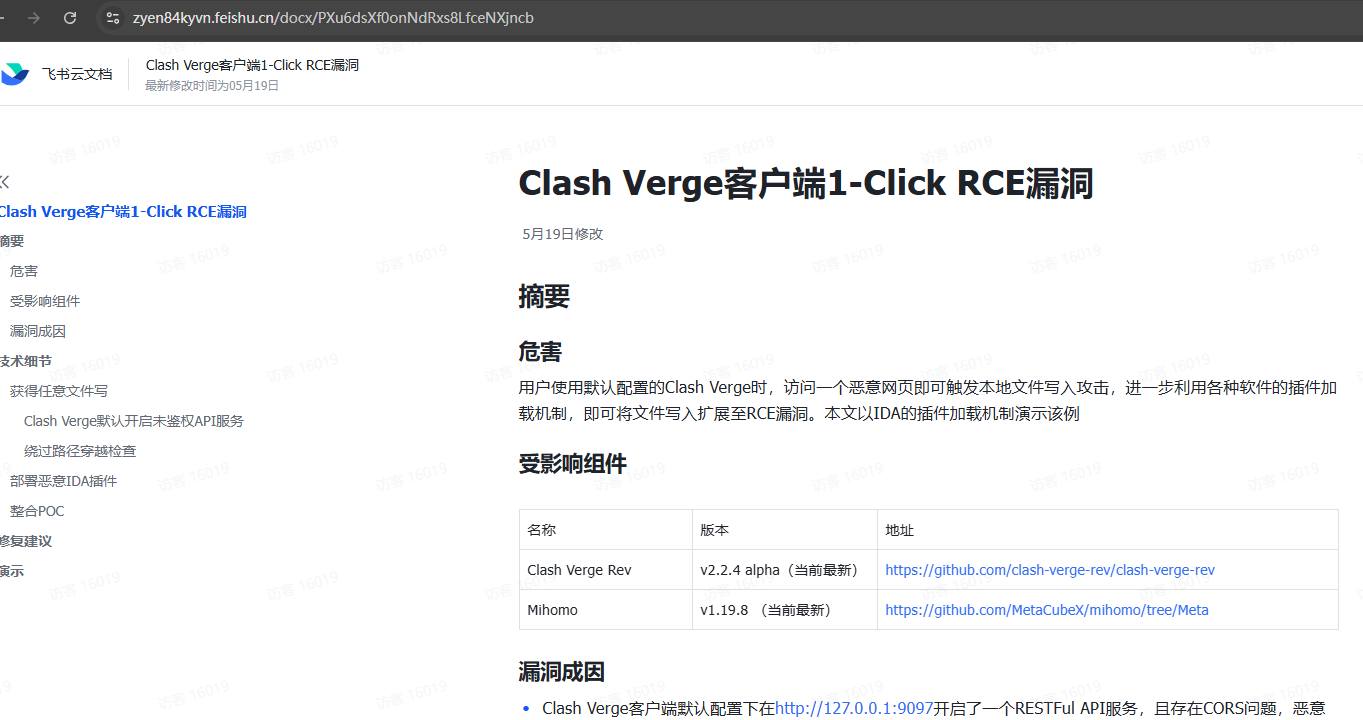 zyen84kyvn.feishu.cn/docx/PXu6dsXf0onNdRxs8LfceNXjncb
飞书云文档
Clash Verge客户端1-Click RCE漏洞
最新修改时间为05月19日
Clash Verge客户端1-Click RCE漏洞
摘要
危害
受影响组件
漏洞成因
技术细节
获得任意文件写
Clash Verge默认开启未鉴权API服务
绕过路径穿越检查
部署恶意IDA插件
整合POC
修复建议
演示
Clash Verge客户端1-Click RCE漏洞
5月19日修改
摘要
危害
用户使用默认配置的Clash Verge时，访问一个恶意网页即可触发本地文件写入攻击，进一步利用各种软件的插件加
载机制，即可将文件写入扩展至RCE漏洞。本文以IDA的插件加载机制演示该例
受影响组件
名称 版本 地址
Clash Verge Rev v2.2.4 alpha（当前最新） https://github.com/clash-verge-rev/clash-verge-rev
Mihomo v1.19.8 （当前最新） https://github.com/MetaCubeX/mihomo/tree/Meta
漏洞成因
• Clash Verge客户端默认配置下在http://127.0.0.1:9097开启了一个RESTFul API服务，且存在CORS问题，恶意
访客 16019